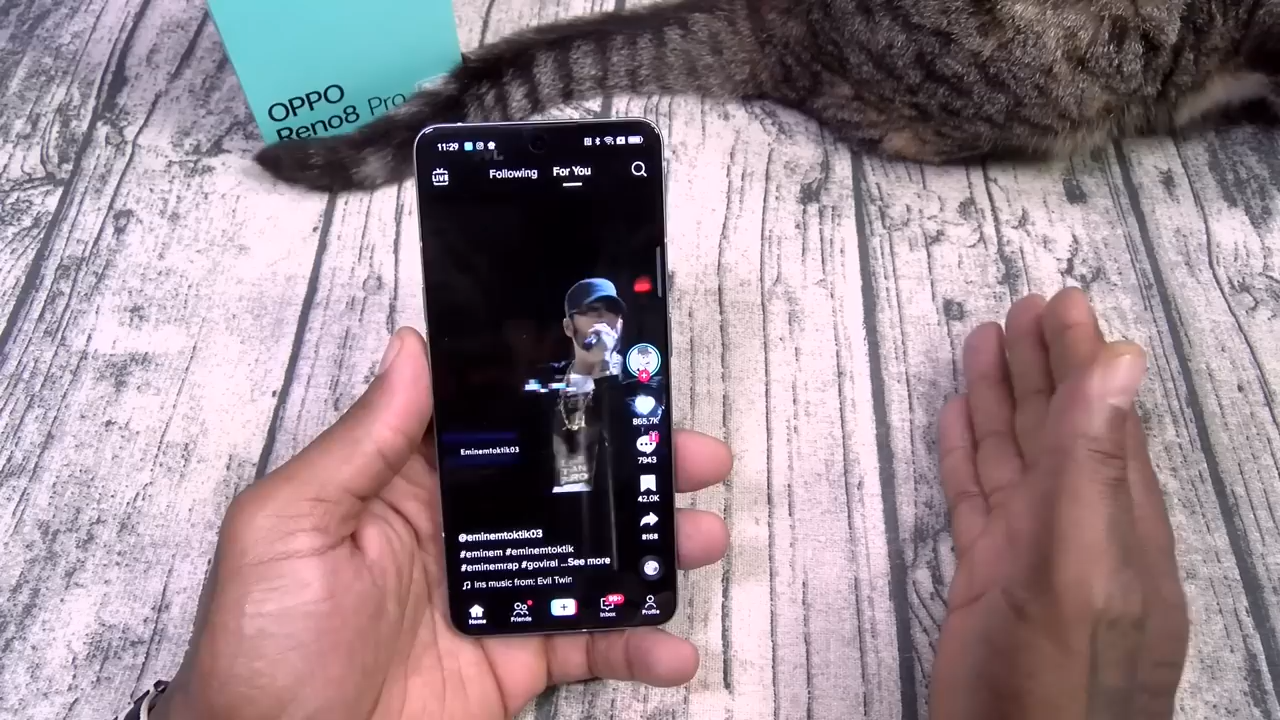 OPPO
Reno8 Pro
11:29
LIVE
Following
For You
865.7K
7943
Eminemtoktik03
42.0K
8168
@eminemtoktik03
#eminem #eminemtoktik
#eminemrap #goviral ...See more
ins music from: Evil Twin
99+
Home
Friends
Inbox
Profile